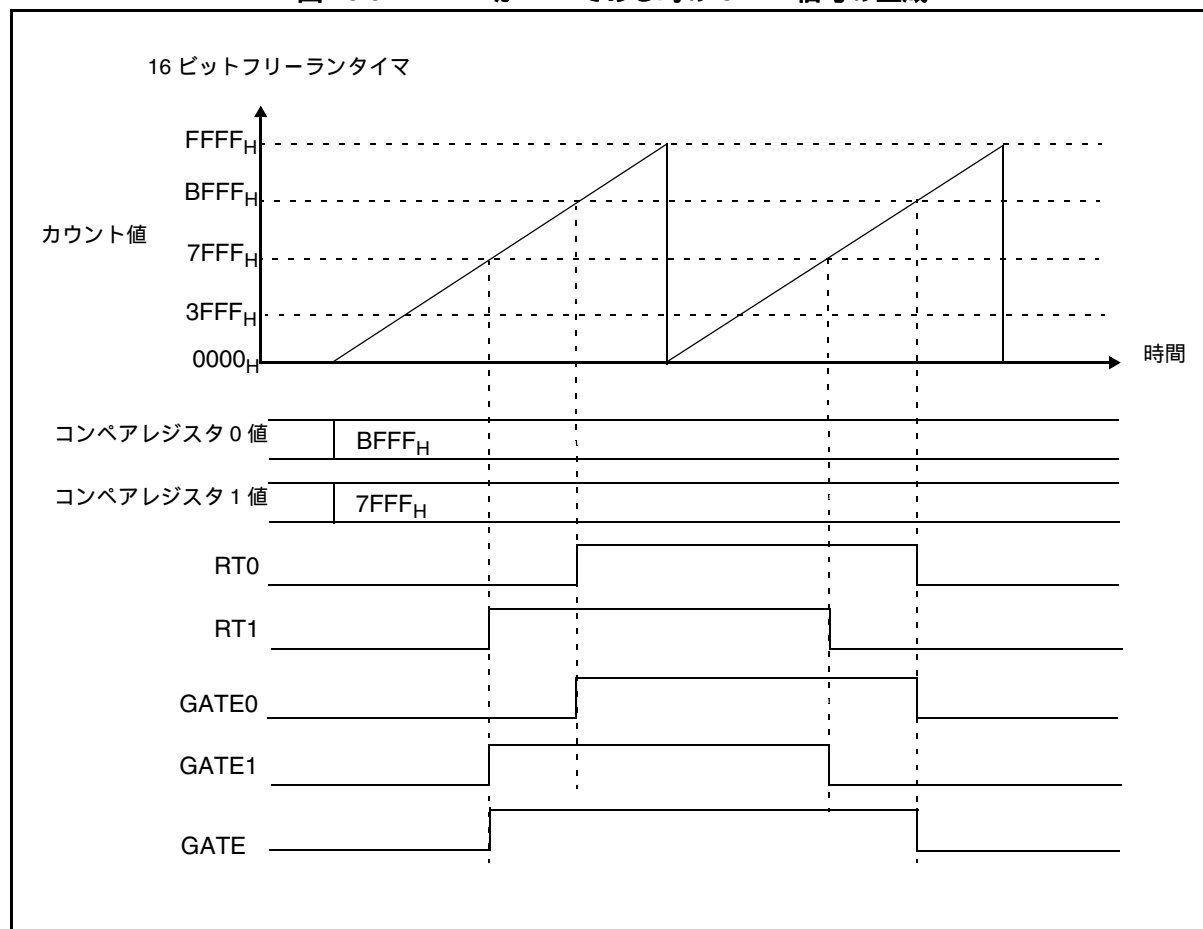 16 ビットフリーランタイマ
FFFFH
BFFFH
カウント値
7FFFH
3FFFH
0000H
時間
コンペアレジスタ 0 値
BFFFH
コンペアレジスタ 1 値
7FFFH
RT0
RT1
GATE0
GATE1
GATE